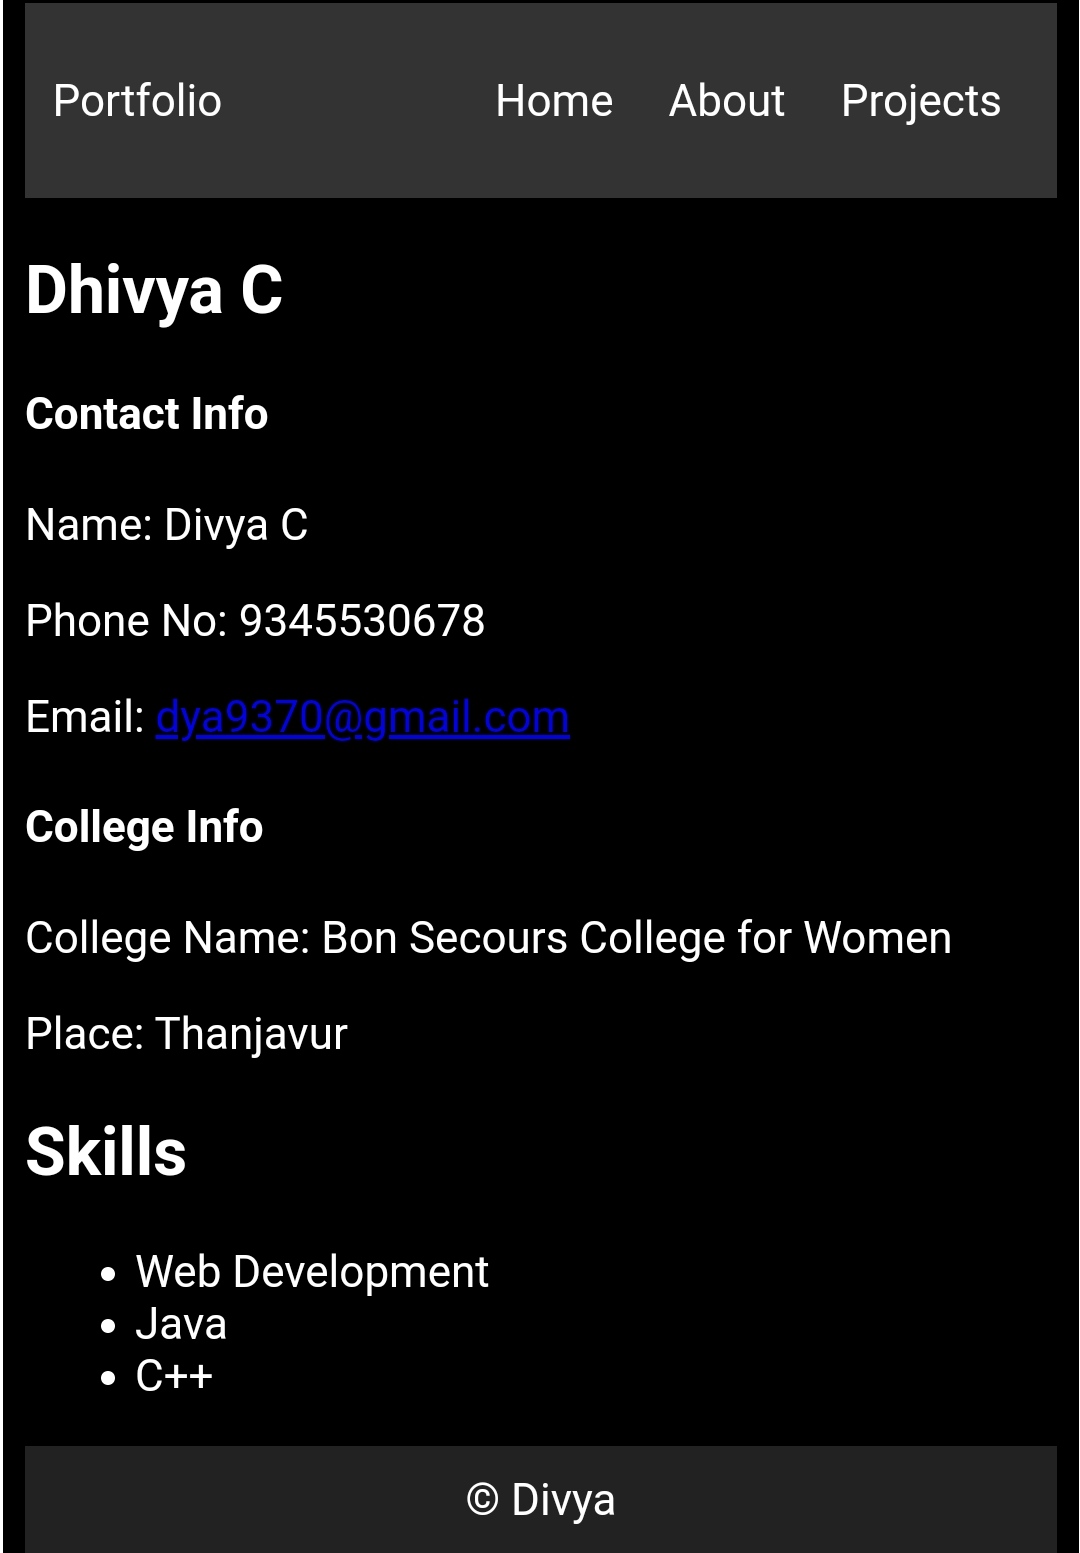 Portfolio Home About Projects
Dhivya C
Contact Info
Name: Divya C
Phone No: 9345530678
Email: dya9370@gmail.com
College Info
College Name: Bon Secours College for Women
Place: Thanjavur
Skills
• Web Development
• Java
• C++
© Divya